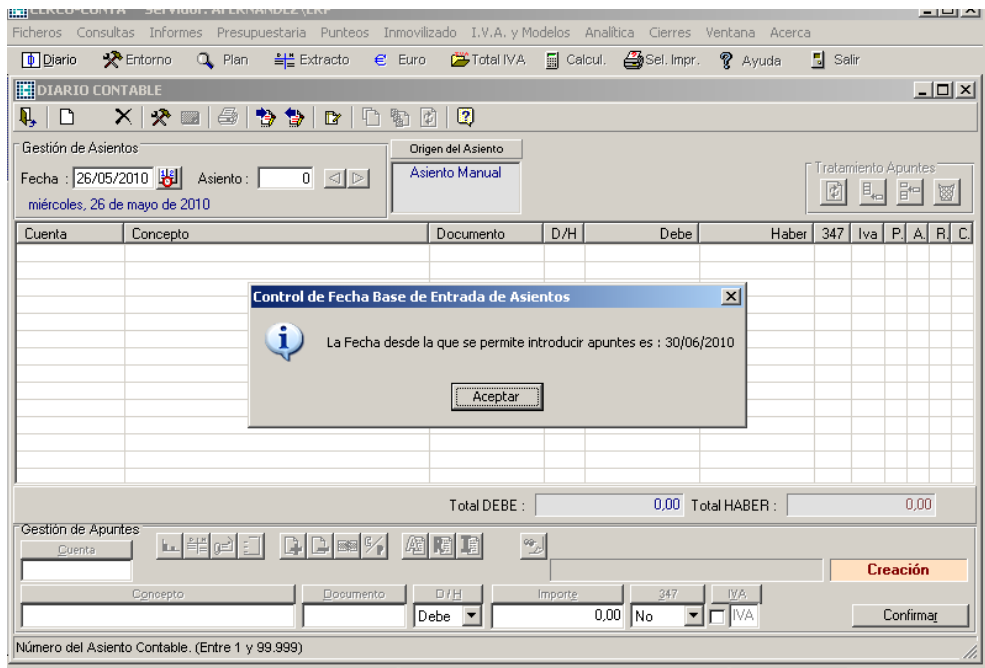 CERCO-CONTA Servidor: AFERNANDEZ\ERP
Ficheros Consultas Informes Presupuestaria Punteos Inmovilizado I.V.A. y Modelos Analítica Cierres Ventana Acerca
Diario Entorno Plan Extracto Euro Total IVA Calcul. Sel. Impr. Ayuda Salir
DIARIO CONTABLE
Gestión de Asientos
Origen del Asiento
Fecha : 26/05/2010 Asiento : 0
Asiento Manual
Tratamiento Apuntes
miércoles, 26 de mayo de 2010
Cuenta Concepto Documento D/H Debe Haber 347 Iva P. A. R. C.
Control de Fecha Base de Entrada de Asientos
La Fecha desde la que se permite introducir apuntes es : 30/06/2010
Aceptar
Total DEBE : 0,00 Total HABER : 0,00
Gestión de Apuntes
Cuenta
Creación
Concepto Documento D/H Importe 347 IVA
Debe 0,00 No IVA Confirmar
Número del Asiento Contable. (Entre 1 y 99.999)